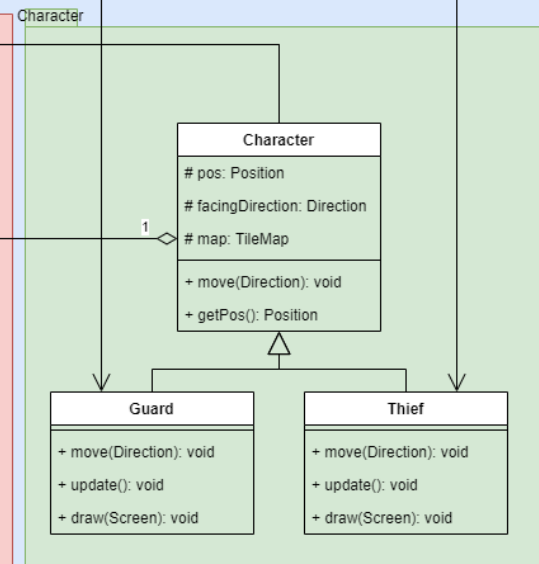 Character
Character
# pos: Position
# facingDirection: Direction
1
# map: TileMap
+ move(Direction): void
+ getPos(): Position
Guard
+ move(Direction): void
+ update(): void
+ draw(Screen): void
Thief
+ move(Direction): void
+ update(): void
+ draw(Screen): void